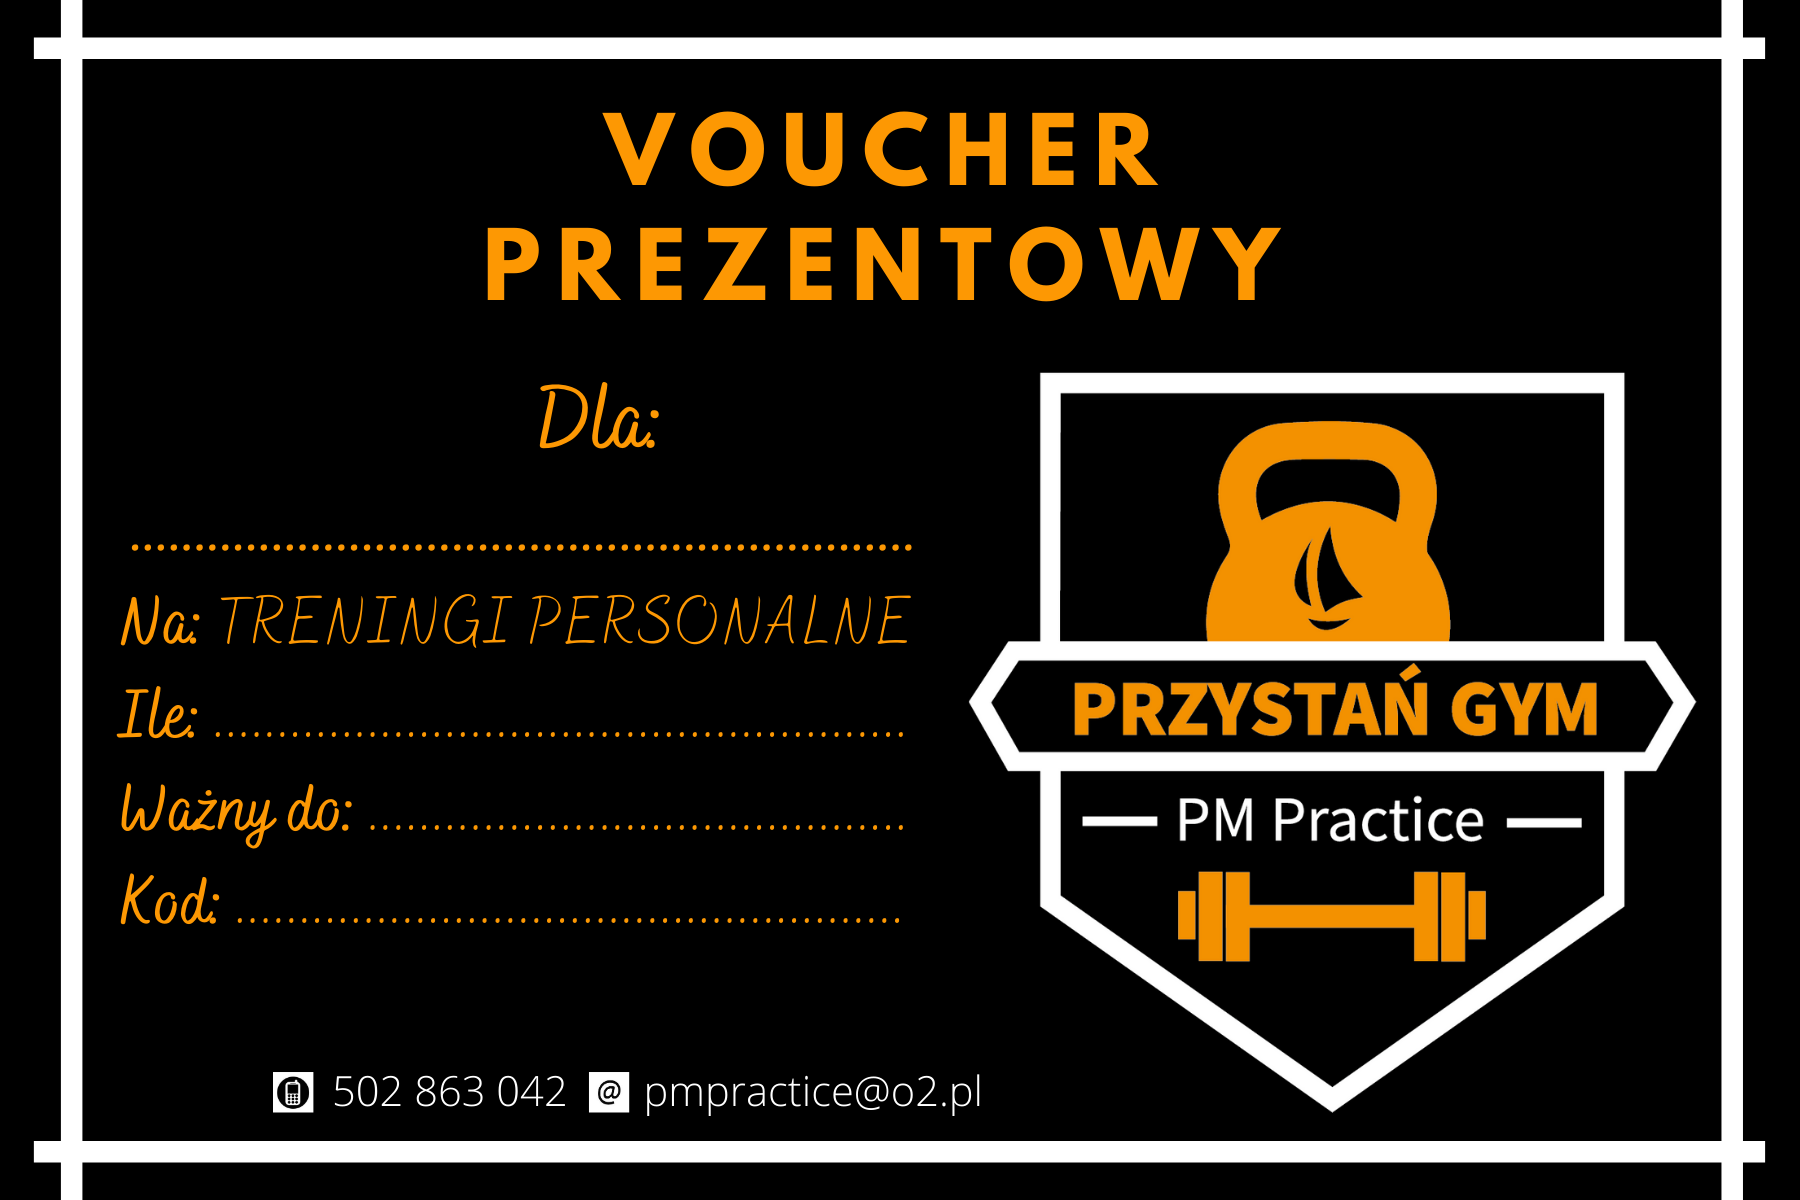 VOUCHER
PREZENTOWY
Dla:
.............................................................
Na: TRENINGI PERSONALNE
Ile: ......................................................
Ważny do: ..........................................
Kod: ....................................................
PRZYSTAŃ GYM
PM Practice
502 863 042 @ pmpractice@o2.pl